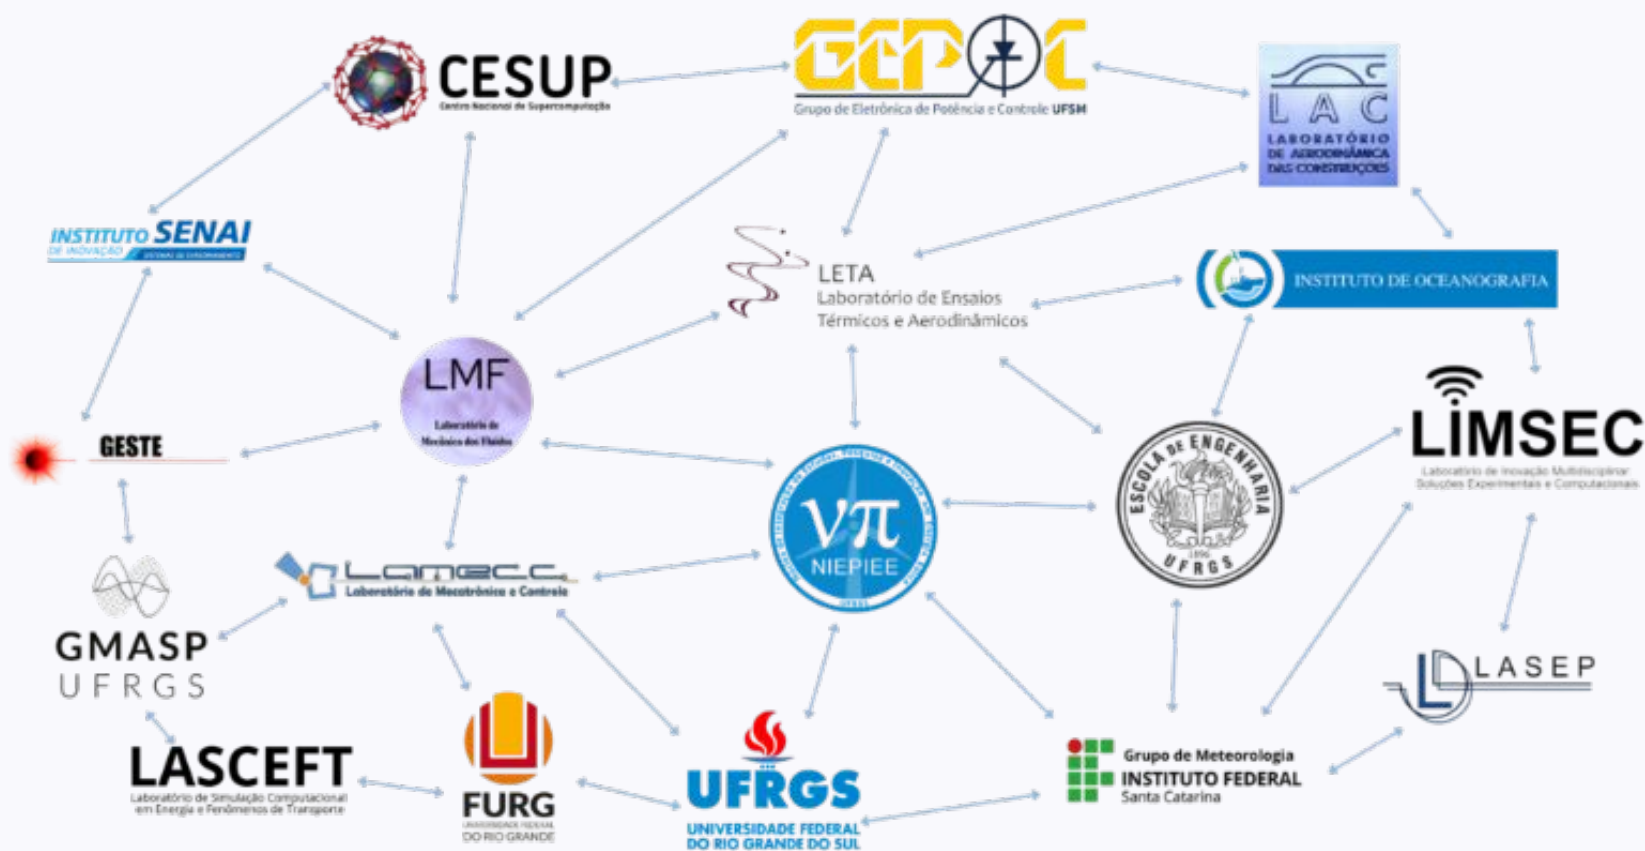 CESUP
Centro Nacional de Supercomputação
GEPOC
Grupo de Eletrônica de Potência e Controle UFSM
LAC
LABORATÓRIO
DE AERODINÂMICA
DAS CONSTRUÇÕES
INSTITUTO SENAI
DE INOVAÇÃO
LETA
Laboratório de Ensaios
Térmicos e Aerodinâmicos
INSTITUTO DE OCEANOGRAFIA
LMF
Laboratório de
Mecânica dos Fluidos
GESTE
νπ
NIEPIEE
UFRGS
ESCOLA DE ENGENHARIA
1896
UFRGS
LIMSEC
Laboratório de Inovação Multidisciplinar:
Soluções Experimentais e Computacionais
Lamecc
Laboratório de Mecatrônica e Controle
GMASP
UFRGS
LASEP
LASCEFT
Laboratório de Simulação Computacional
em Energia e Fenômenos de Transporte
FURG
UNIVERSIDADE FEDERAL
DO RIO GRANDE
UFRGS
UNIVERSIDADE FEDERAL
DO RIO GRANDE DO SUL
Grupo de Meteorologia
INSTITUTO FEDERAL
Santa Catarina